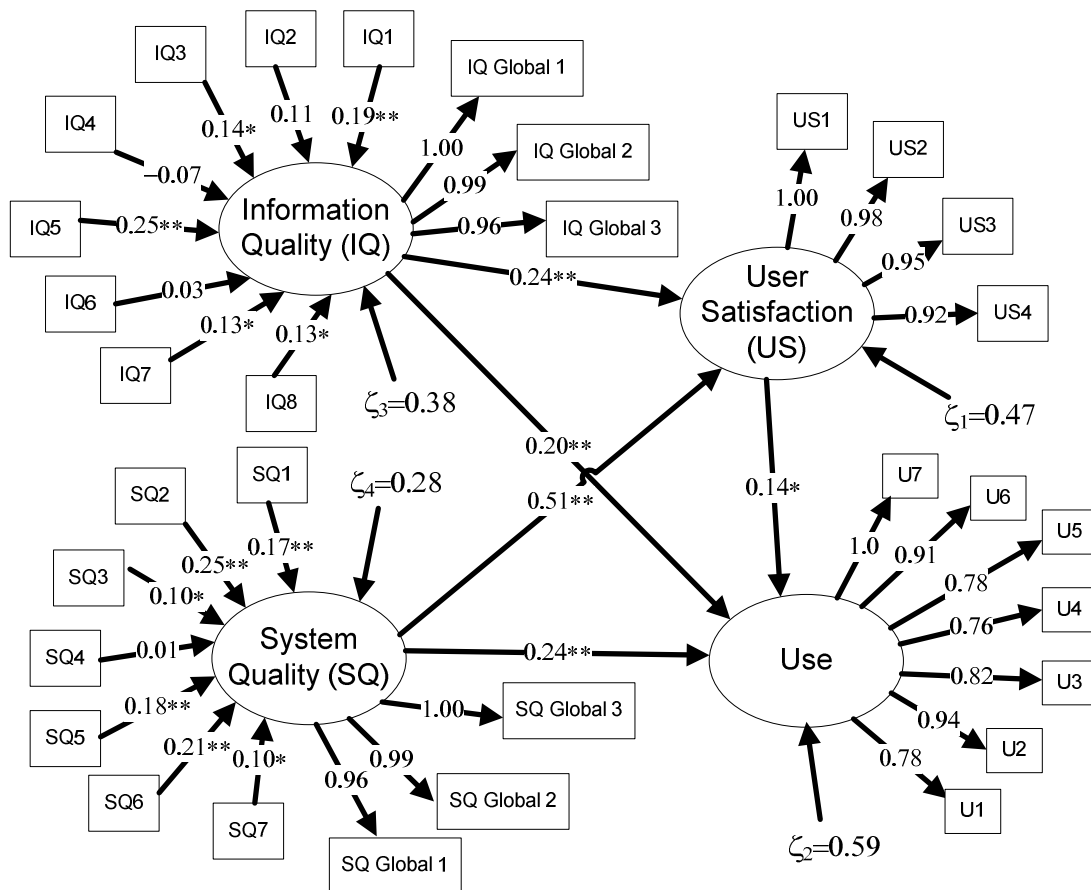 IQ1
IQ2
IQ3
IQ4
IQ5
IQ6
IQ7
IQ8
0.19**
0.11
0.14*
−0.07
0.25**
0.03
0.13*
0.13*
Information
Quality (IQ)
ζ3=0.38
IQ Global 1
IQ Global 2
IQ Global 3
1.00
0.99
0.96
0.24**
0.20**
User
Satisfaction
(US)
US1
US2
US3
US4
1.00
0.98
0.95
0.92
ζ1=0.47
0.14*
SQ1
SQ2
SQ3
SQ4
SQ5
SQ6
SQ7
0.17**
0.25**
0.10*
0.01
0.18**
0.21**
0.10*
ζ4=0.28
System
Quality (SQ)
0.51**
0.24**
1.00
0.99
0.96
SQ Global 3
SQ Global 2
SQ Global 1
Use
U7
U6
U5
U4
U3
U2
U1
1.0
0.91
0.78
0.76
0.82
0.94
0.78
ζ2=0.59